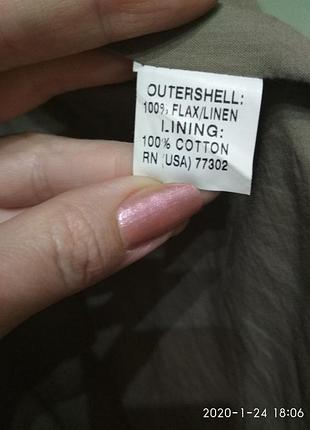 OUTERSHELL:
100% FLAX/LINEN
LINING:
100% COTTON
RN (USA) 77302
2020-1-24 18:06